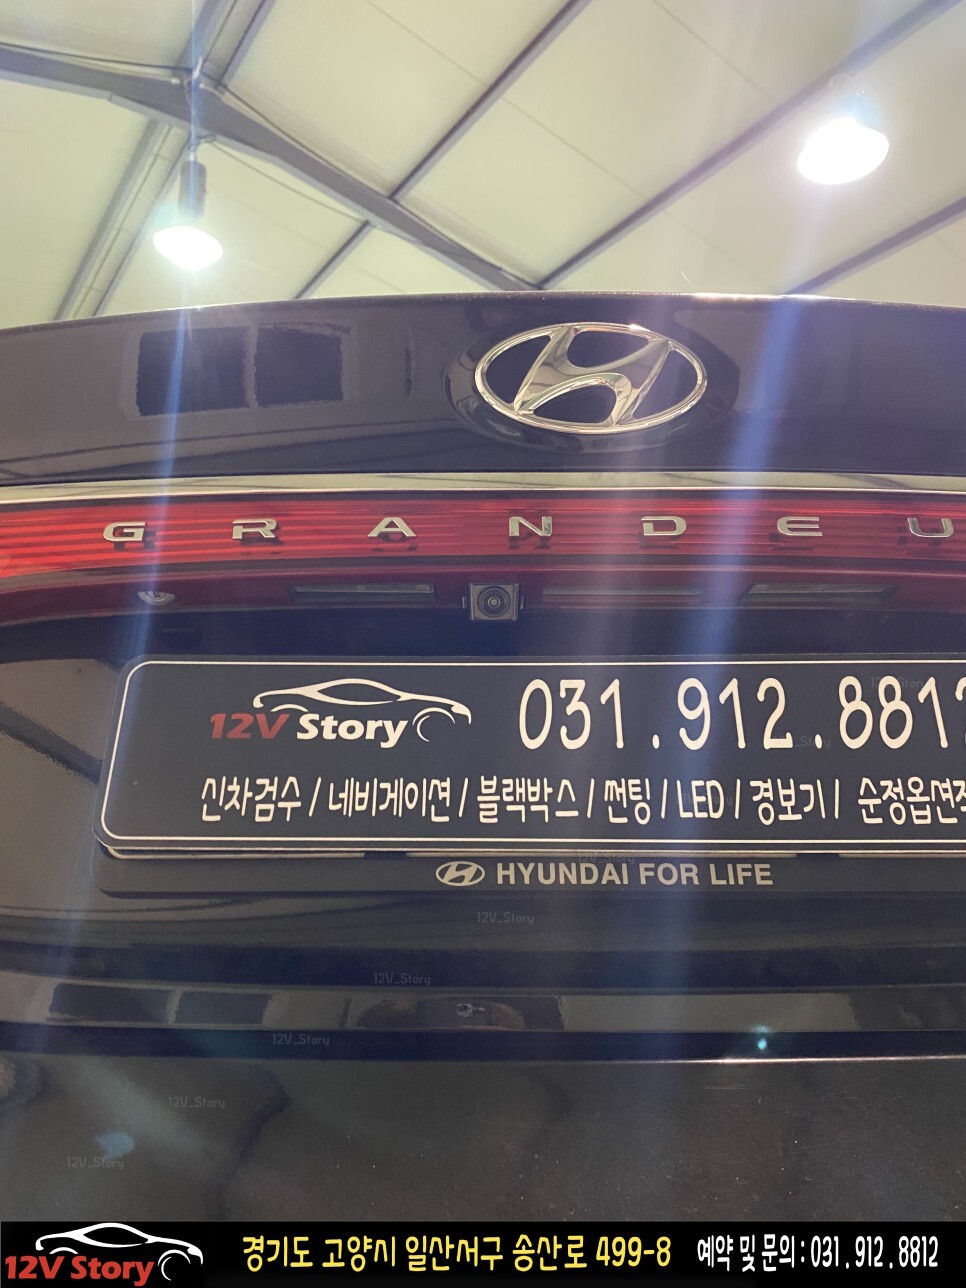 GRANDEU
12V Story 031.912.8812
신차검수 / 네비게이션 / 블랙박스 / 썬팅 / LED / 경보기 / 순정옵션
HYUNDAI FOR LIFE
12V_Story
12V_Story
12V_Story
12V_Story
12V_Story
12V Story 경기도 고양시 일산서구 송산로 499-8 예약 및 문의 : 031.912.8812